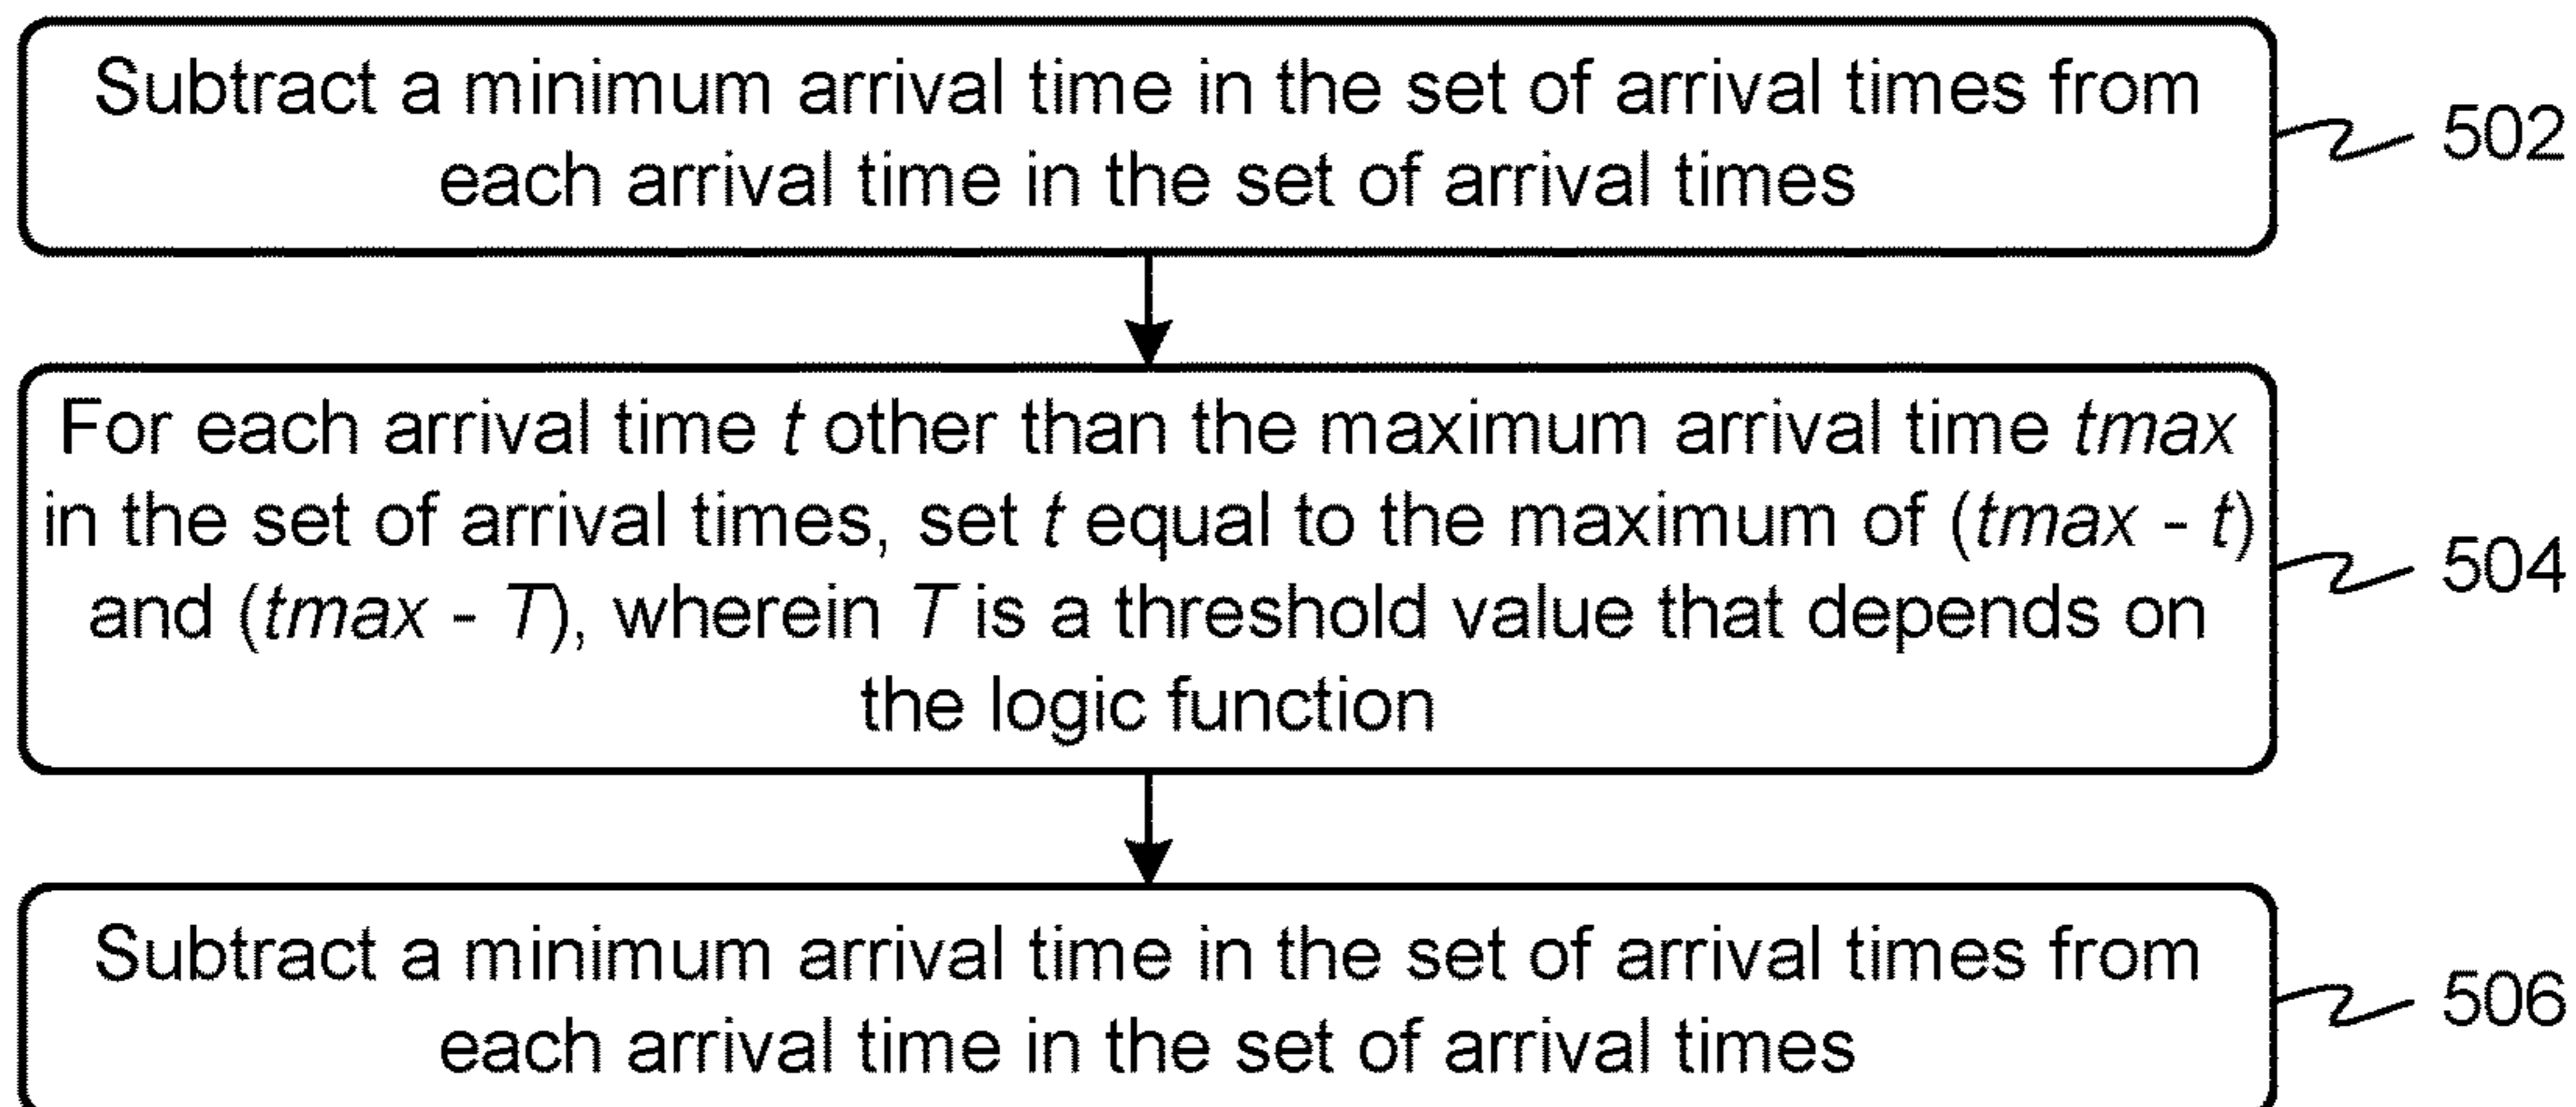 Subtract a minimum arrival time in the set of arrival times from
each arrival time in the set of arrival times
502
For each arrival time t other than the maximum arrival time tmax
in the set of arrival times, set t equal to the maximum of (tmax - t)
and (tmax - T), wherein T is a threshold value that depends on
the logic function
504
Subtract a minimum arrival time in the set of arrival times from
each arrival time in the set of arrival times
506